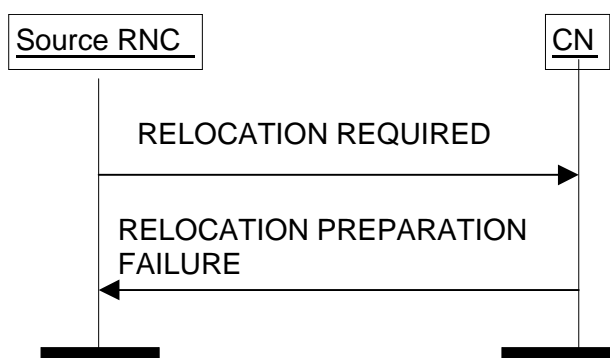 Source RNC
CN
RELOCATION REQUIRED
RELOCATION PREPARATION
FAILURE